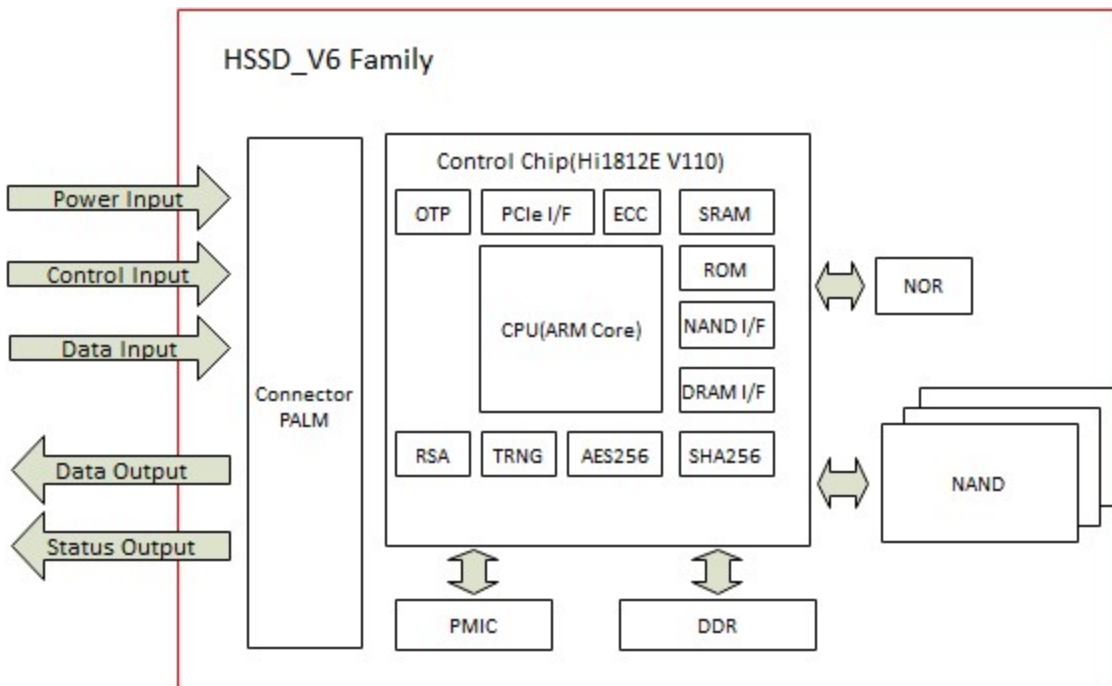 HSSD_V6 Family
Control Chip(Hi1812E V110)
Power Input
OTP
PCIe I/F
ECC
SRAM
Control Input
ROM
NOR
CPU(ARM Core)
NAND I/F
Data Input
Connector
PALM
DRAM I/F
RSA
TRNG
AES256
SHA256
Data Output
NAND
Status Output
PMIC
DDR